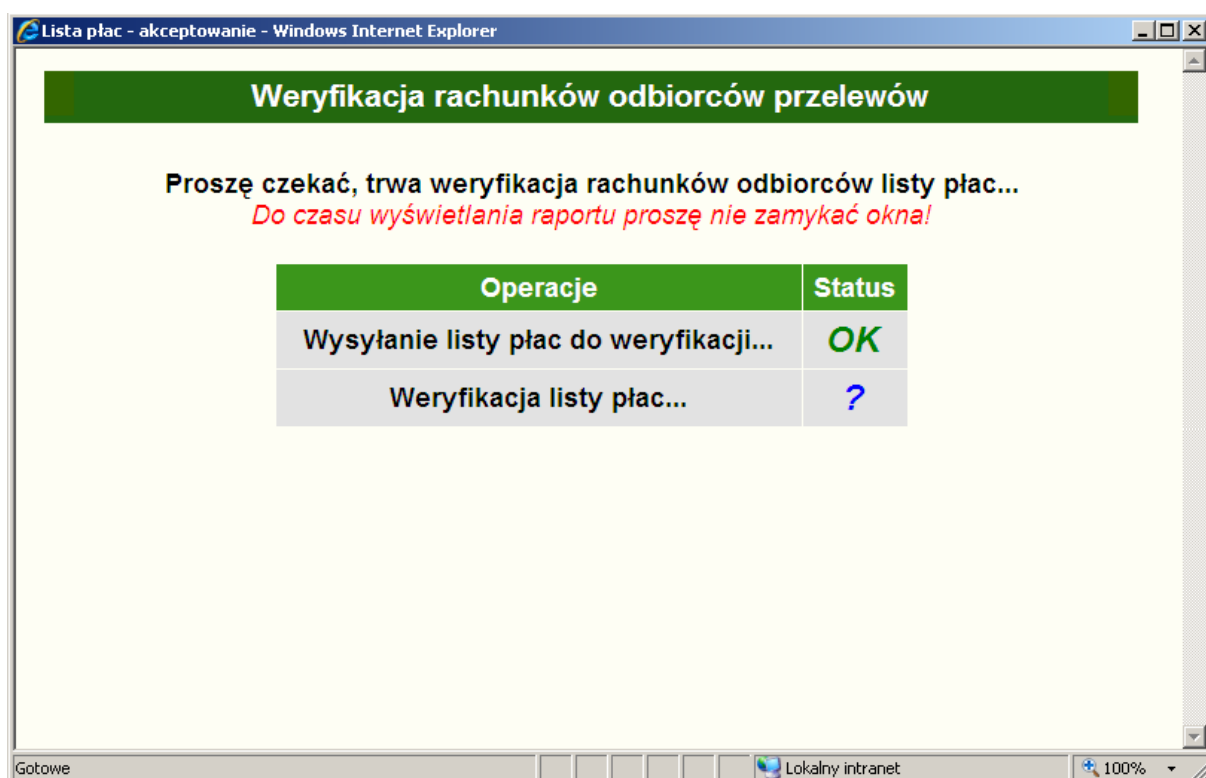 Lista płac - akceptowanie - Windows Internet Explorer
Weryfikacja rachunków odbiorców przelewów
Proszę czekać, trwa weryfikacja rachunków odbiorców listy płac...
Do czasu wyświetlania raportu proszę nie zamykać okna!
Operacje Status
Wysyłanie listy płac do weryfikacji... OK
Weryfikacja listy płac... ?
Gotowe Lokalny intranet 100%